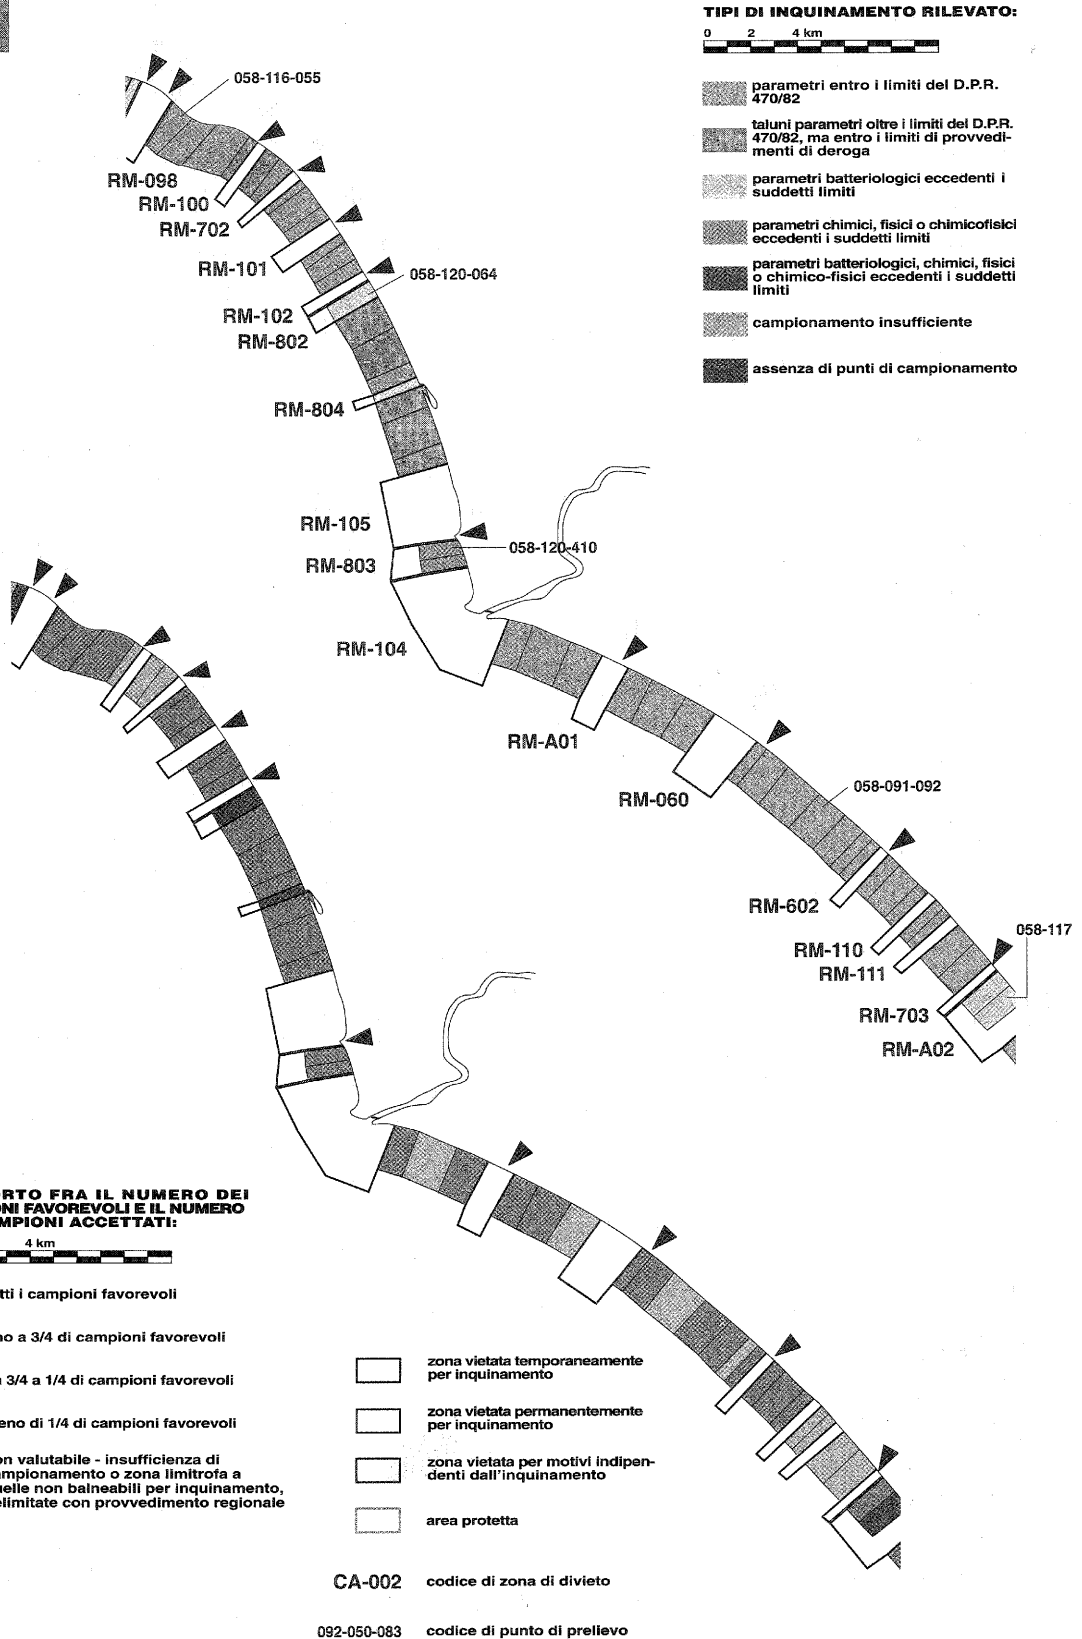 TIPI DI INQUINAMENTO RILEVATO:
0 2 4 km
parametri entro i limiti del D.P.R.
470/82
taluni parametri oltre i limiti del D.P.R.
470/82, ma entro i limiti di provvedi-
menti di deroga
parametri batteriologici eccedenti i
suddetti limiti
parametri chimici, fisici o chimicofisici
eccedenti i suddetti limiti
parametri batteriologici, chimici, fisici
o chimico-fisici eccedenti i suddetti
limiti
campionamento insufficiente
assenza di punti di campionamento
058-116-055
RM-098
RM-100
RM-702
RM-101
058-120-064
RM-102
RM-802
RM-804
RM-105
058-120-410
RM-803
RM-104
RM-A01
RM-060
058-091-092
RM-602
RM-110
RM-111
058-117
RM-703
RM-A02
ORTO FRA IL NUMERO DEI
ONI FAVOREVOLI E IL NUMERO
MPIONI ACCETTATI:
4 km
tti i campioni favorevoli
no a 3/4 di campioni favorevoli
a 3/4 a 1/4 di campioni favorevoli
eno di 1/4 di campioni favorevoli
on valutabile - insufficienza di
ampionamento o zona limitrofa a
uelle non balneabili per inquinamento,
elimitate con provvedimento regionale
zona vietata temporaneamente
per inquinamento
zona vietata permanentemente
per inquinamento
zona vietata per motivi indipen-
denti dall'inquinamento
area protetta
CA-002 codice di zona di divieto
092-050-083 codice di punto di prelievo